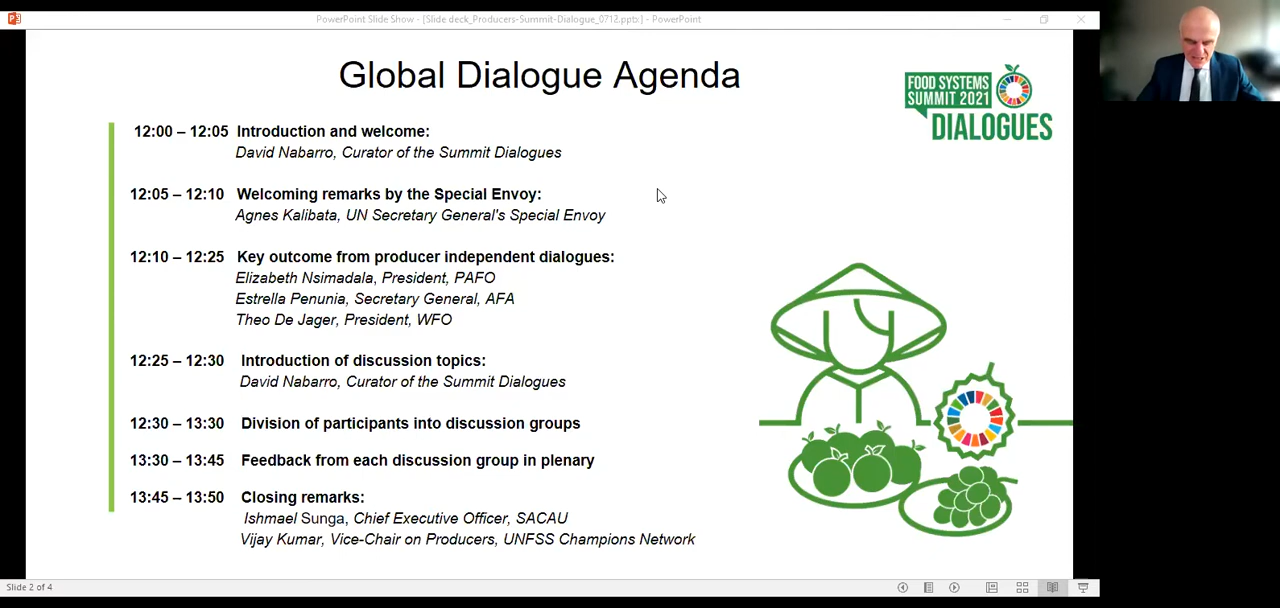 PowerPoint Slide Show - [Slide deck_Producers-Summit-Dialogue_0712.ppb:] - PowerPoint
Global Dialogue Agenda
FOOD SYSTEMS
SUMMIT 2021
DIALOGUES
12:00 – 12:05 Introduction and welcome:
David Nabarro, Curator of the Summit Dialogues
12:05 – 12:10 Welcoming remarks by the Special Envoy:
Agnes Kalibata, UN Secretary General's Special Envoy
12:10 – 12:25 Key outcome from producer independent dialogues:
Elizabeth Nsimadala, President, PAFO
Estrella Penunia, Secretary General, AFA
Theo De Jager, President, WFO
12:25 – 12:30 Introduction of discussion topics:
David Nabarro, Curator of the Summit Dialogues
12:30 – 13:30 Division of participants into discussion groups
13:30 – 13:45 Feedback from each discussion group in plenary
13:45 – 13:50 Closing remarks:
Ishmael Sunga, Chief Executive Officer, SACAU
Vijay Kumar, Vice-Chair on Producers, UNFSS Champions Network
Slide 2 of 4